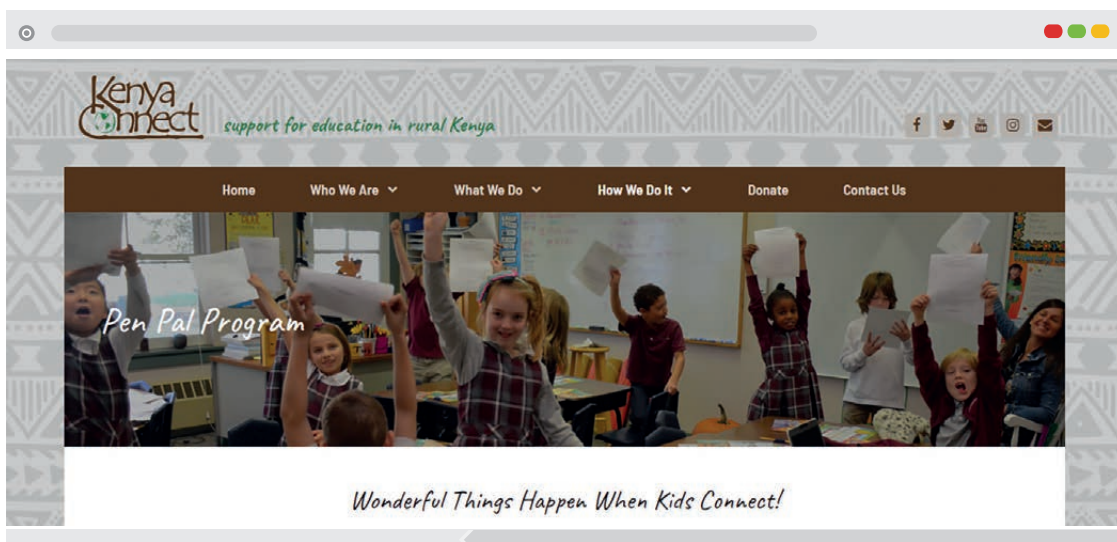 Kenya
Connect
support for education in rural Kenya
Home Who We Are What We Do How We Do It Donate Contact Us
Pen Pal Program
Wonderful Things Happen When Kids Connect!